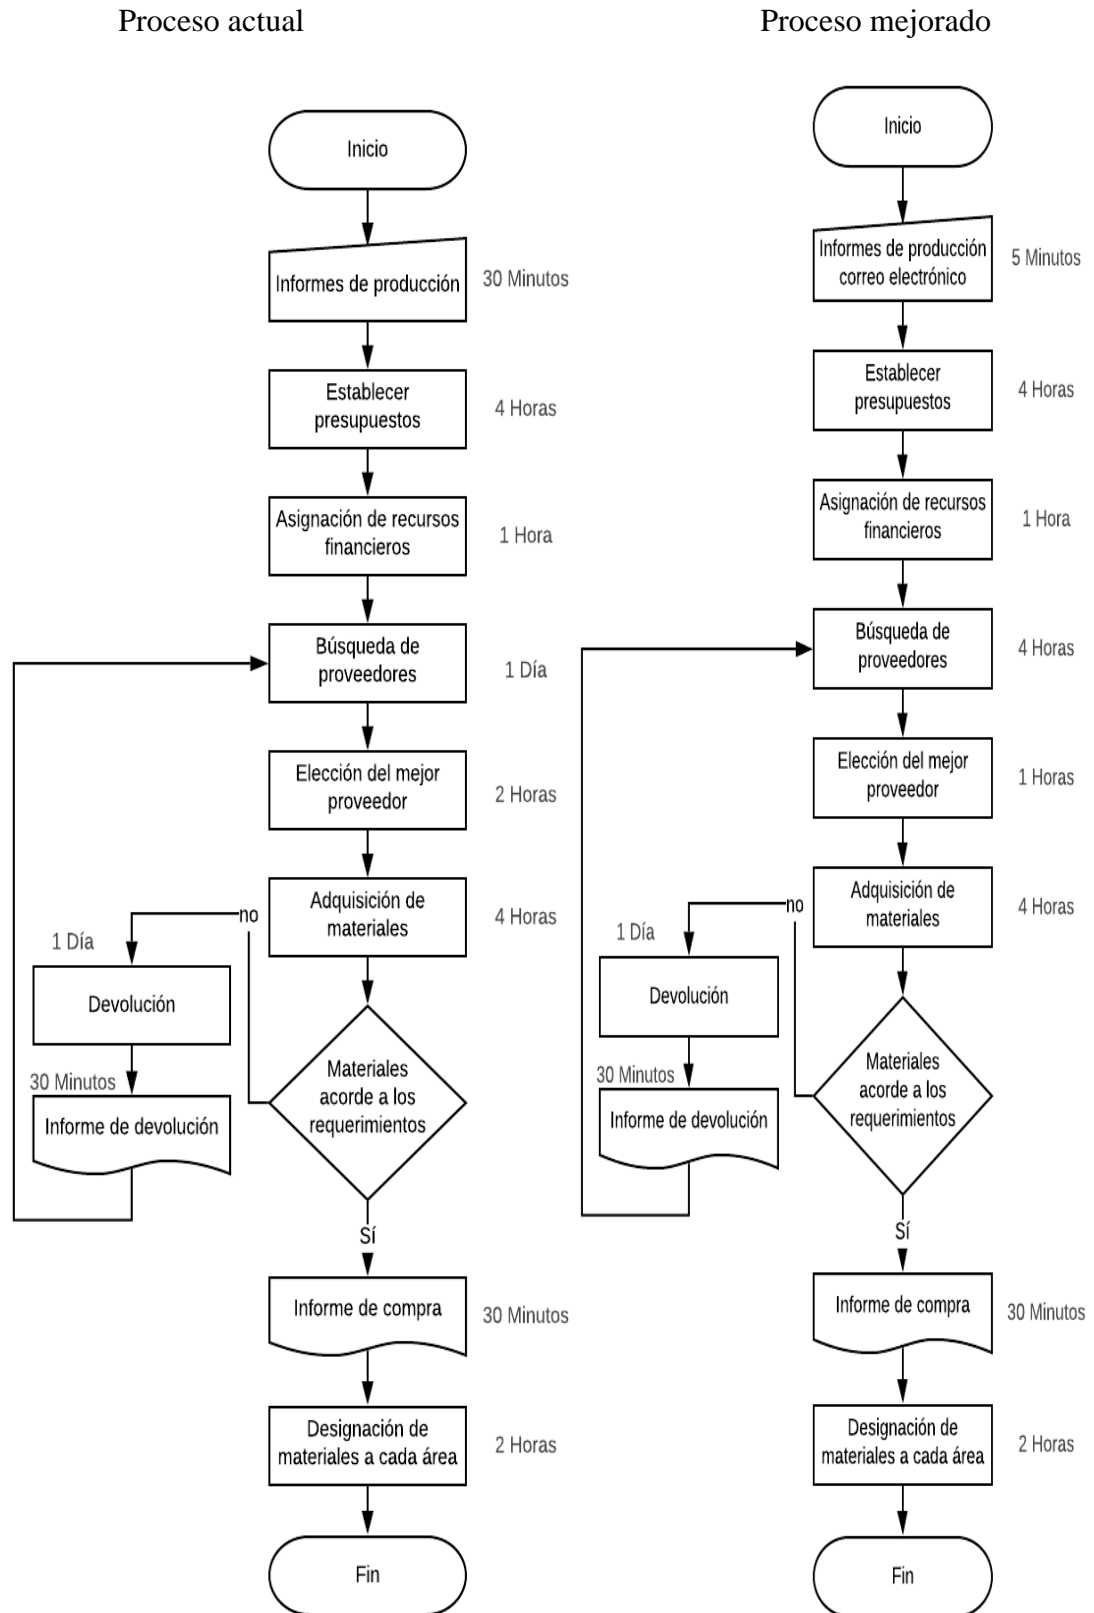 Proceso actual
Inicio
Informes de producción
30 Minutos
Establecer
presupuestos
4 Horas
Asignación de recursos
financieros
1 Hora
Búsqueda de
proveedores
1 Día
Elección del mejor
proveedor
2 Horas
Adquisición de
materiales
4 Horas
no
1 Día
Devolución
30 Minutos
Informe de devolución
Materiales
acorde a los
requerimientos
Sí
Informe de compra
30 Minutos
Designación de
materiales a cada área
2 Horas
Fin
Proceso mejorado
Inicio
Informes de producción
correo electrónico
5 Minutos
Establecer
presupuestos
4 Horas
Asignación de recursos
financieros
1 Hora
Búsqueda de
proveedores
4 Horas
Elección del mejor
proveedor
1 Horas
Adquisición de
materiales
4 Horas
no
1 Día
Devolución
30 Minutos
Informe de devolución
Materiales
acorde a los
requerimientos
Sí
Informe de compra
30 Minutos
Designación de
materiales a cada área
2 Horas
Fin